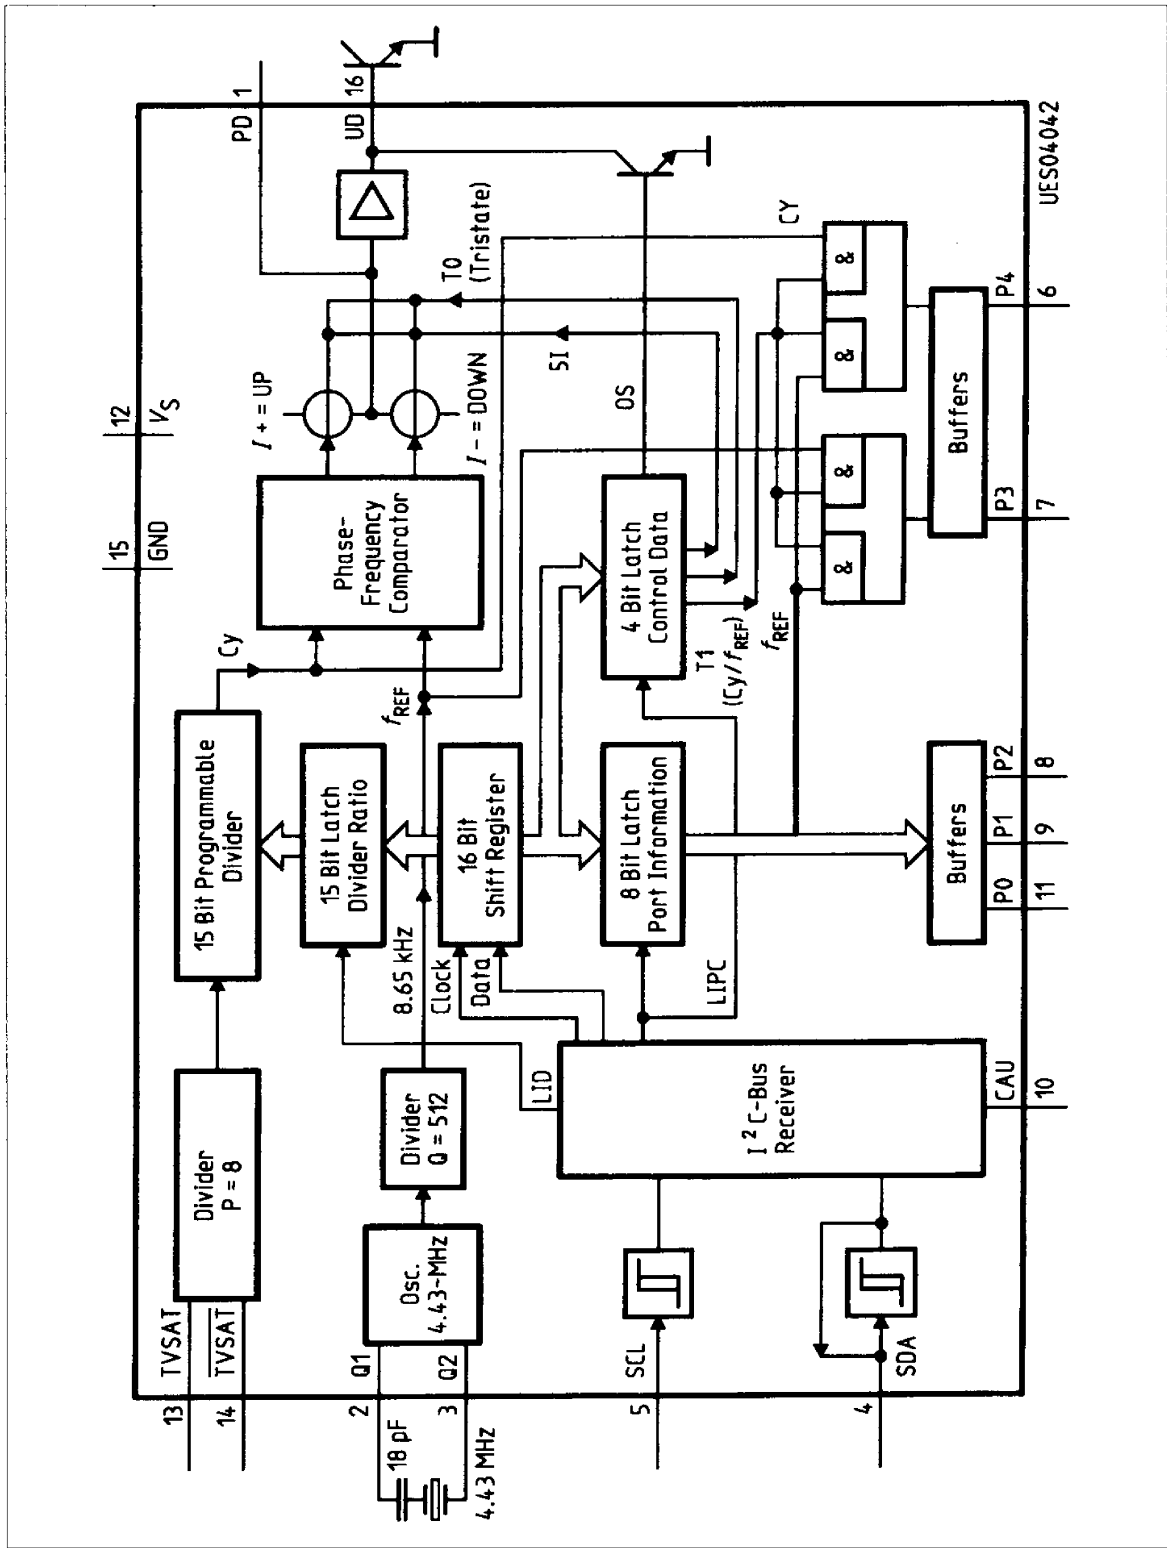 13
TVSAT
14
TVSAT
Divider
P = 8
15 Bit Programmable
Divider
Cy
15
GND
12
VS
PD
1
UD
16
2
Q1
18 pF
3
Q2
4.43 MHz
Osc.
4.43-MHz
Divider
Q = 512
8.65 kHz
fREF
15 Bit Latch
Divider Ratio
Phase-
Frequency
Comparator
I + = UP
I - = DOWN
T0
(Tristate)
SI
LID
Clock
Data
16 Bit
Shift Register
5
SCL
4
SDA
I² C-Bus
Receiver
CAU
10
LIPC
8 Bit Latch
Port Information
4 Bit Latch
Control Data
OS
T1
(Cy/fREF)
fREF
CY
&
&
&
&
Buffers
P0
P1
P2
11
9
8
Buffers
P3
P4
7
6
UES04042